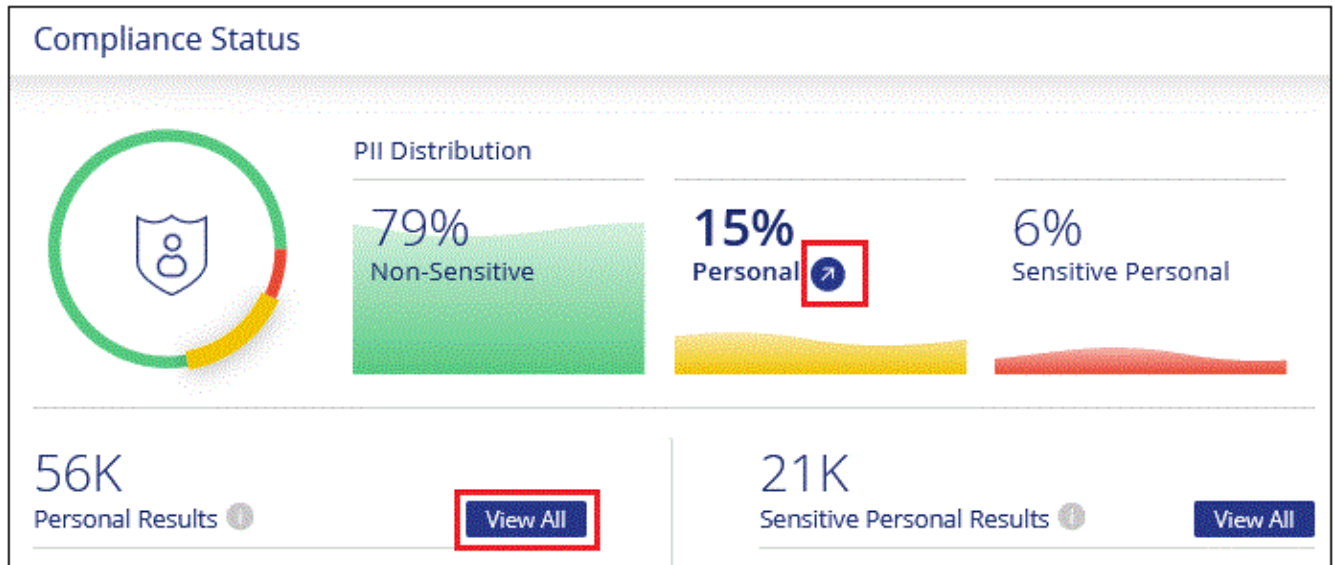 Compliance Status
PII Distribution
79%
Non-Sensitive
15%
Personal
6%
Sensitive Personal
56K
Personal Results
View All
21K
Sensitive Personal Results
View All